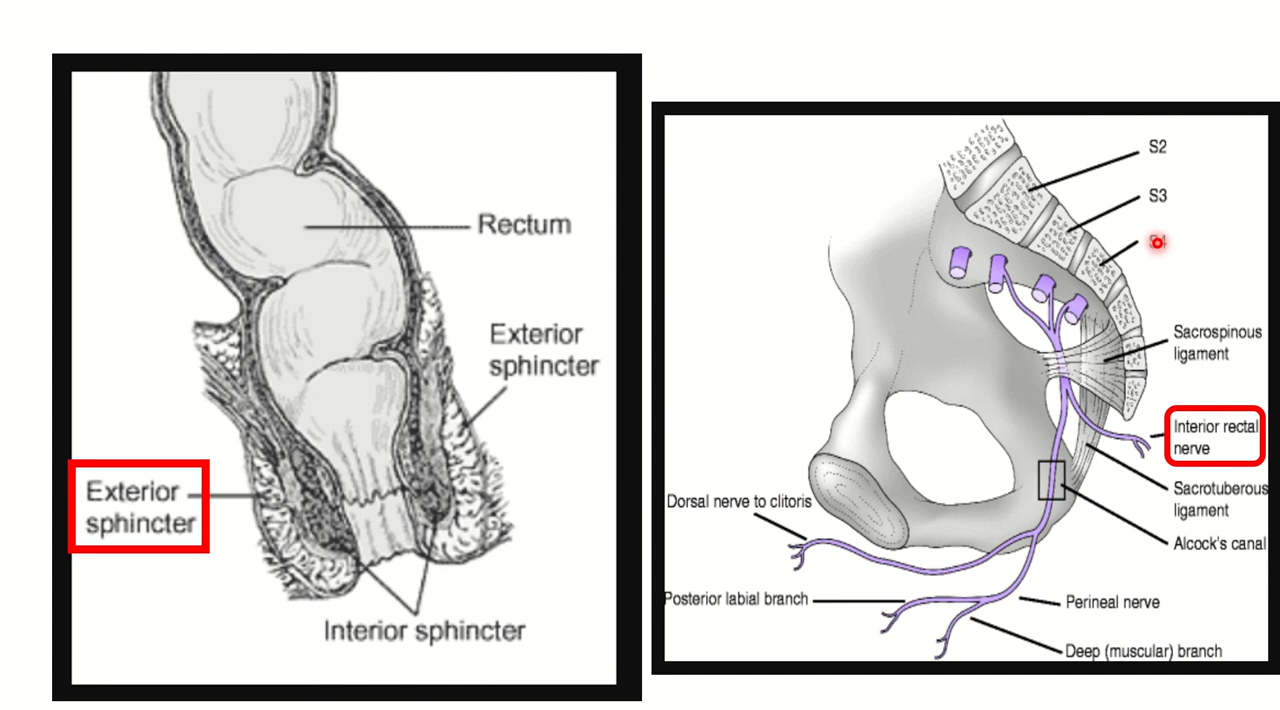 Rectum
Exterior
sphincter
Exterior
sphincter
Interior sphincter
S2
S3
Sacrospinous
ligament
Interior rectal
nerve
Sacrotuberous
ligament
Alcock's canal
Dorsal nerve to clitoris
Posterior labial branch
Perineal nerve
Deep (muscular) branch